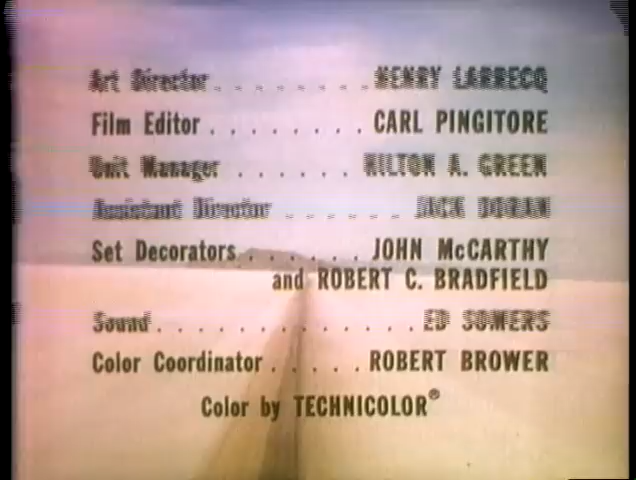 Art Director . . . . . . . . HENRY LARRECQ
Film Editor . . . . . . . . CARL PINGITORE
Unit Manager . . . . . . HILTON A. GREEN
Assistant Director . . . . . . JACK DORAN
Set Decorators . . . . . . JOHN McCARTHY
and ROBERT C. BRADFIELD
Sound . . . . . . . . . . . . . ED SOMERS
Color Coordinator . . . . . ROBERT BROWER
Color by TECHNICOLOR®